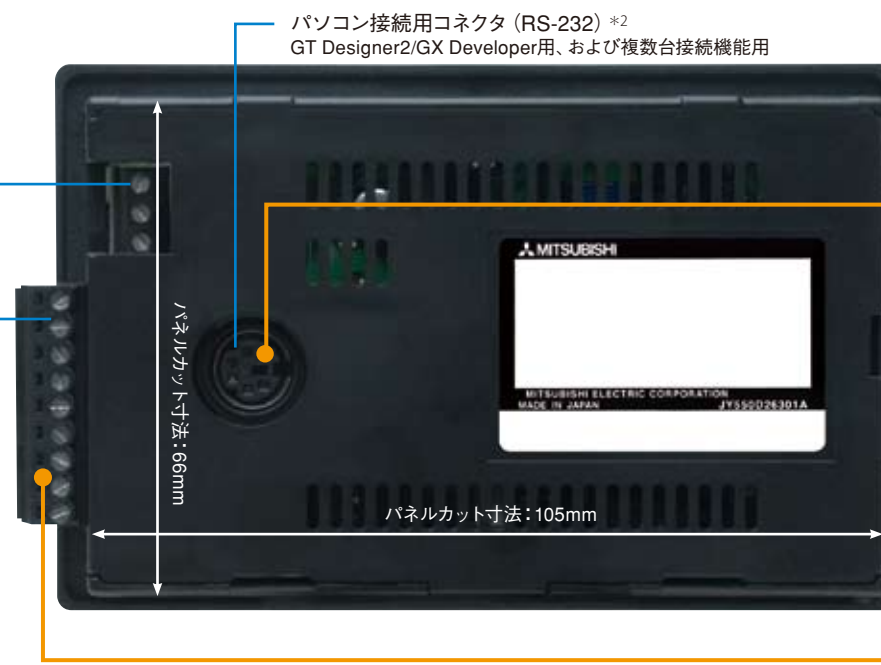 パソコン接続用コネクタ（RS-232）※2
GT Designer2/GX Developer用、および複数台接続機能用
MITSUBISHI
パネルカット寸法：66mm
MITSUBISHI ELECTRIC CORPORATION
MADE IN JAPAN JY550D26301A
パネルカット寸法：105mm